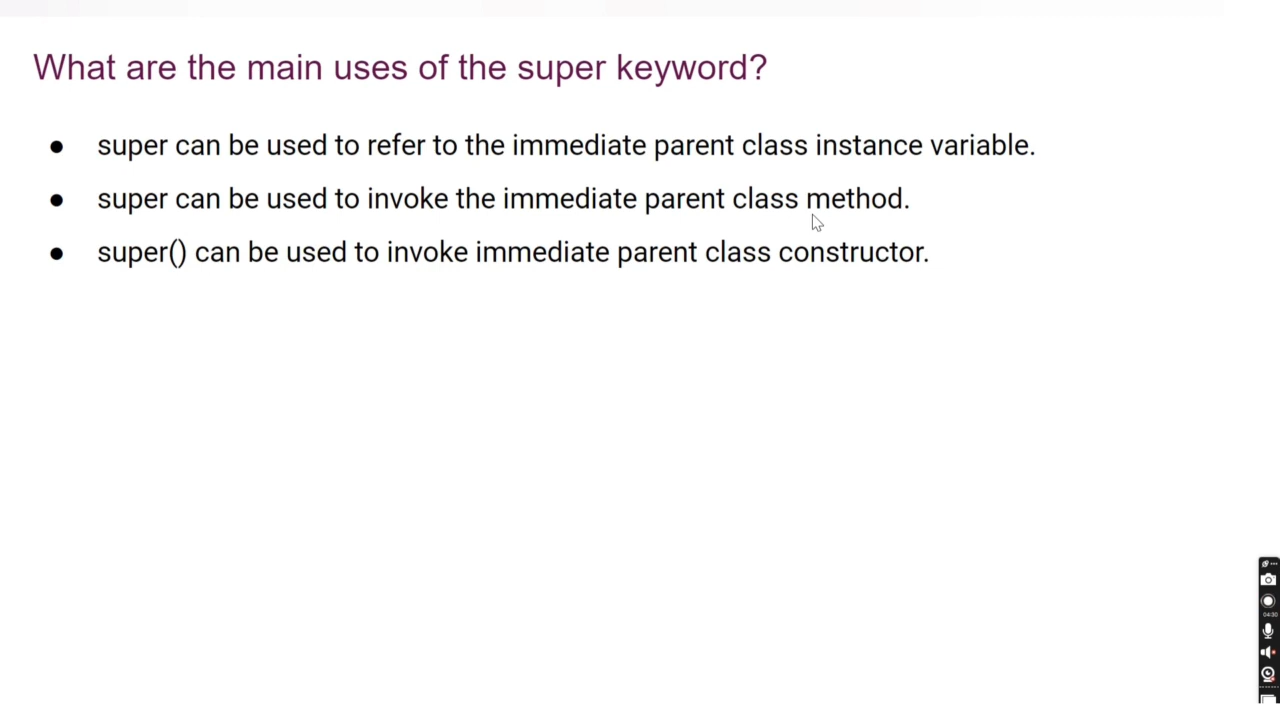 What are the main uses of the super keyword?
● super can be used to refer to the immediate parent class instance variable.
● super can be used to invoke the immediate parent class method.
● super() can be used to invoke immediate parent class constructor.
04:30